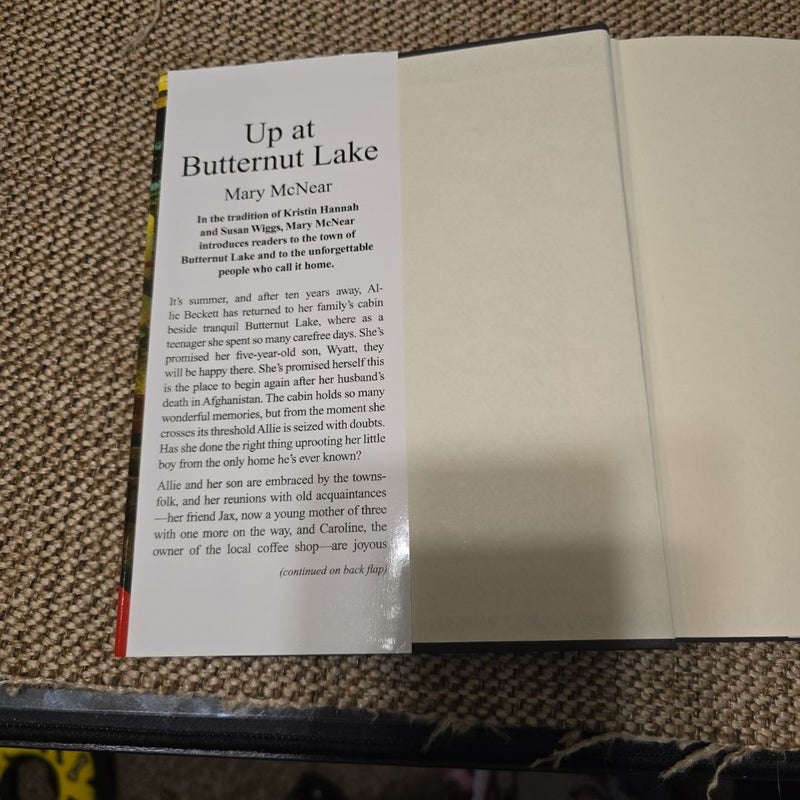 Up at
Butternut Lake
Mary McNear
In the tradition of Kristin Hannah
and Susan Wiggs, Mary McNear
introduces readers to the town of
Butternut Lake and to the unforgettable
people who call it home.
It's summer, and after ten years away, Al-
lie Beckett has returned to her family's cabin
beside tranquil Butternut Lake, where as a
teenager she spent so many carefree days. She's
promised her five-year-old son, Wyatt, they
will be happy there. She's promised herself this
is the place to begin again after her husband's
death in Afghanistan. The cabin holds so many
wonderful memories, but from the moment she
crosses its threshold Allie is seized with doubts.
Has she done the right thing uprooting her little
boy from the only home he's ever known?
Allie and her son are embraced by the towns-
folk, and her reunions with old acquaintances
—her friend Jax, now a young mother of three
with one more on the way, and Caroline, the
owner of the local coffee shop—are joyous
(continued on back flap)